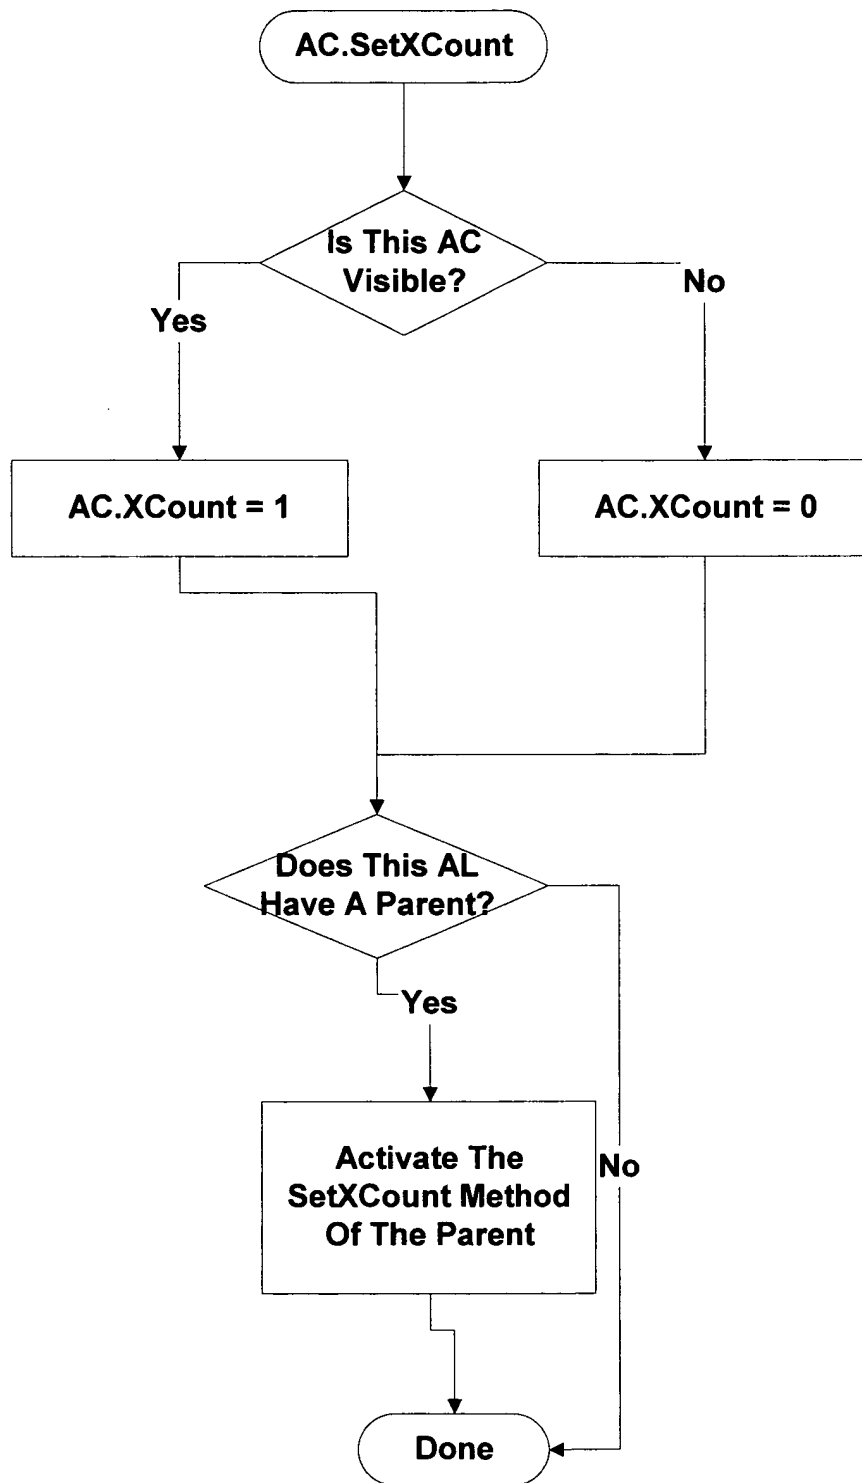 AC.SetXCount
Is This AC
Visible?
Yes
No
AC.XCount = 1
AC.XCount = 0
Does This AL
Have A Parent?
Yes
Activate The
SetXCount Method
Of The Parent
No
Done